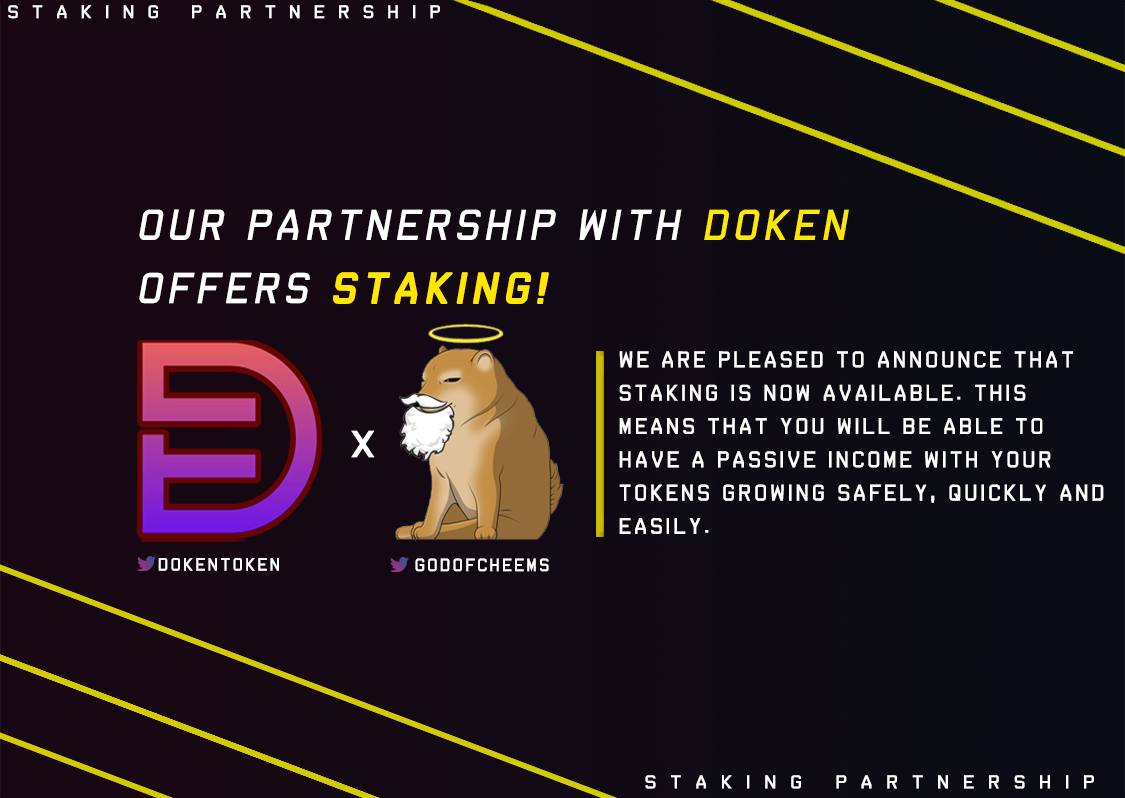 STAKING PARTNERSHIP
OUR PARTNERSHIP WITH DOKEN
OFFERS STAKING!
X
WE ARE PLEASED TO ANNOUNCE THAT
STAKING IS NOW AVAILABLE. THIS
MEANS THAT YOU WILL BE ABLE TO
HAVE A PASSIVE INCOME WITH YOUR
TOKENS GROWING SAFELY, QUICKLY AND
EASILY.
DOKENTOKEN
GODOFCHEEMS
STAKING PARTNERSHIP